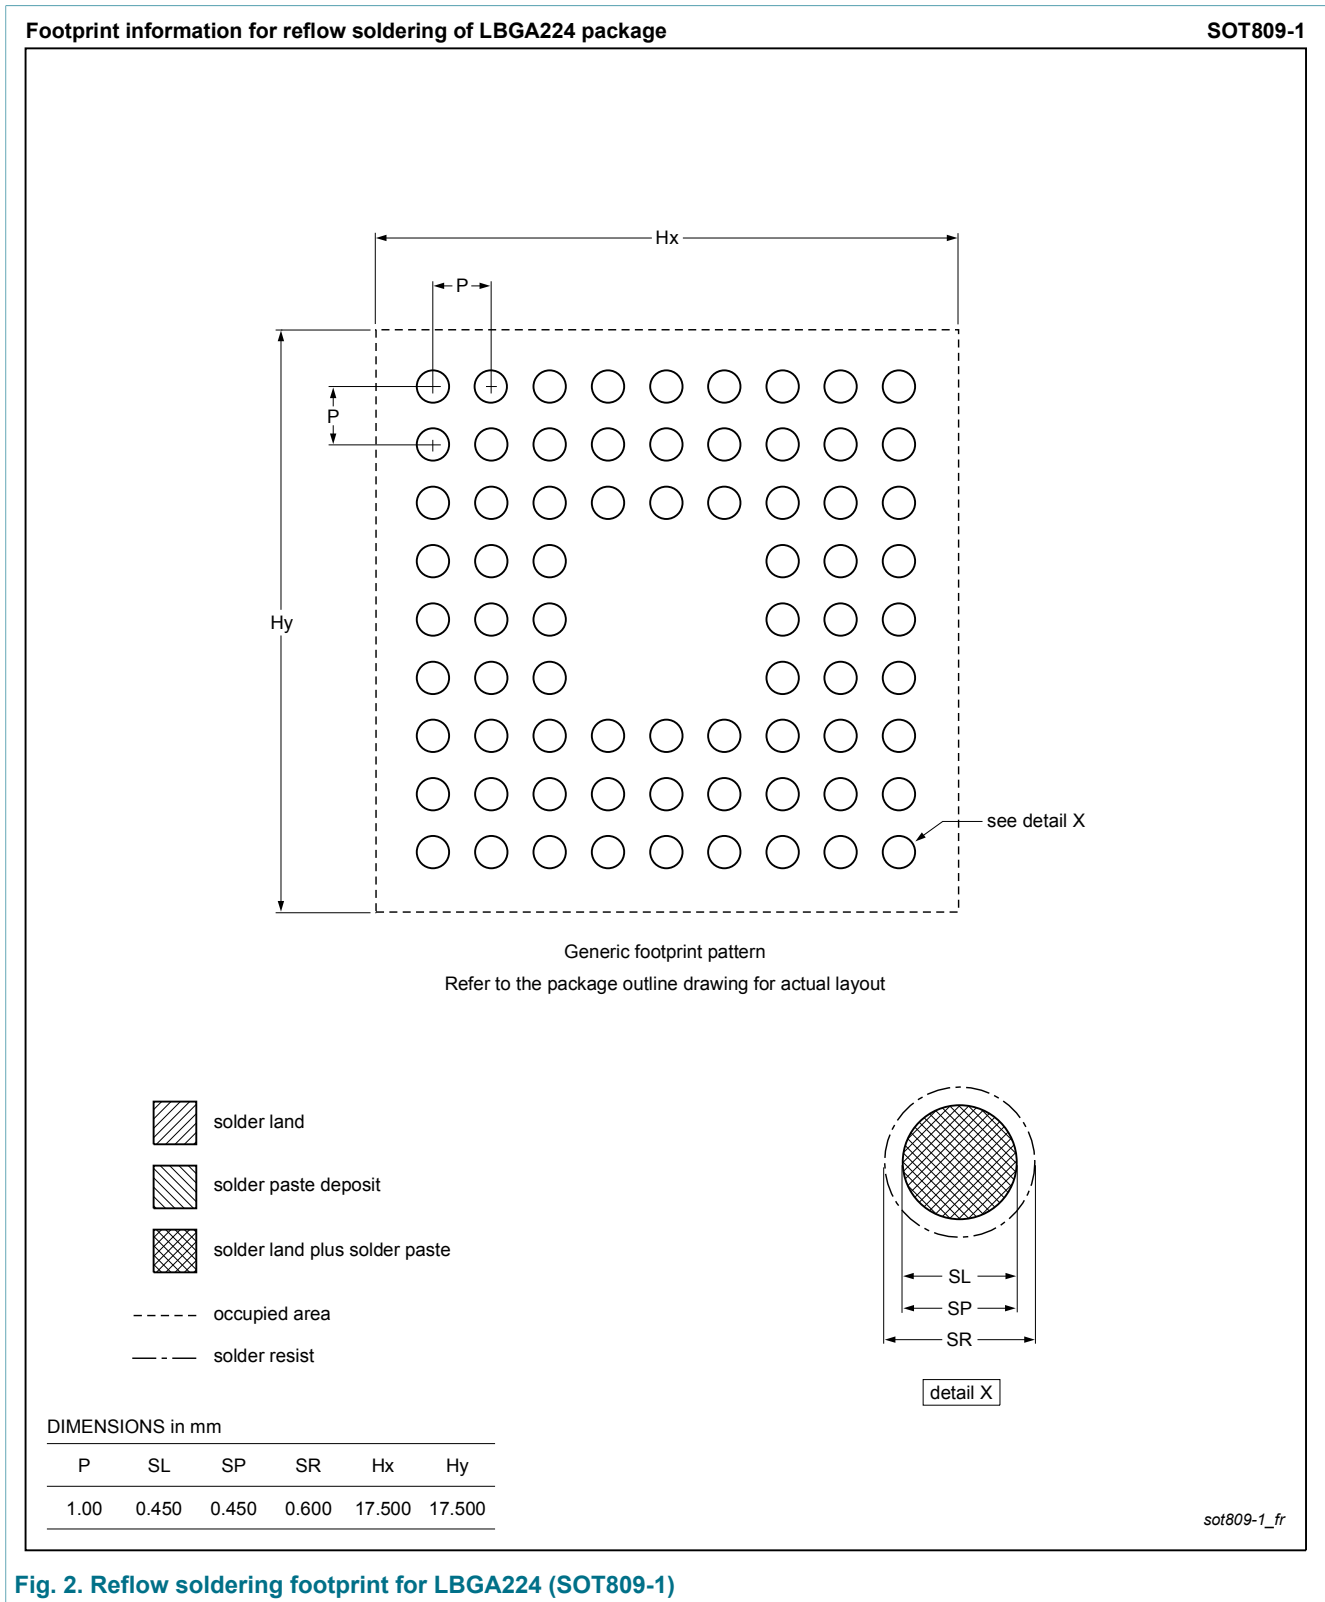 Footprint information for reflow soldering of LBGA224 package SOT809-1
Hx
P
P
Hy
see detail X
Generic footprint pattern
Refer to the package outline drawing for actual layout
solder land
solder paste deposit
solder land plus solder paste
occupied area
solder resist
SL
SP
SR
detail X
DIMENSIONS in mm
P SL SP SR Hx Hy
1.00 0.450 0.450 0.600 17.500 17.500
sot809-1_fr
Fig. 2. Reflow soldering footprint for LBGA224 (SOT809-1)